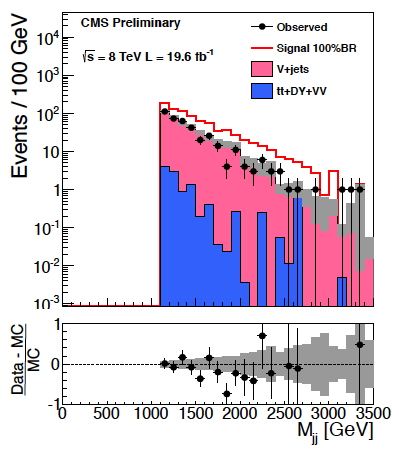 CMS Preliminary
√s = 8 TeV L = 19.6 fb⁻¹
Observed
Signal 100%BR
V+jets
tt+DY+VV
Events / 100 GeV
10⁴
10³
10²
10
1
10⁻¹
10⁻²
10⁻³
Data - MC
MC
1
0
-1
0 500 1000 1500 2000 2500 3000 3500
M_jj [GeV]